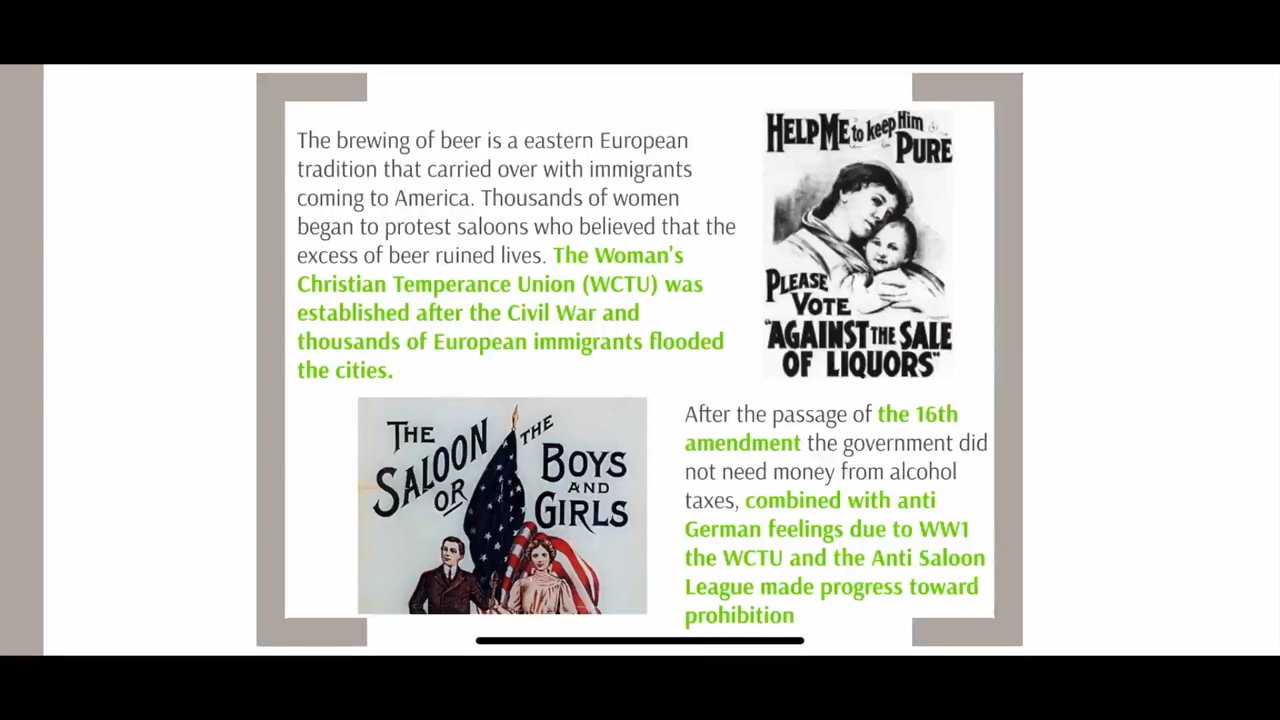 The brewing of beer is a eastern European
tradition that carried over with immigrants
coming to America. Thousands of women
began to protest saloons who believed that the
excess of beer ruined lives. The Woman's
Christian Temperance Union (WCTU) was
established after the Civil War and
thousands of European immigrants flooded
the cities.
HELP ME to keep Him
PURE
PLEASE
VOTE
"AGAINST THE SALE
OF LIQUORS"
THE
SALOON
OR
THE
BOYS
AND
GIRLS
After the passage of the 16th
amendment the government did
not need money from alcohol
taxes, combined with anti
German feelings due to WW1
the WCTU and the Anti Saloon
League made progress toward
prohibition